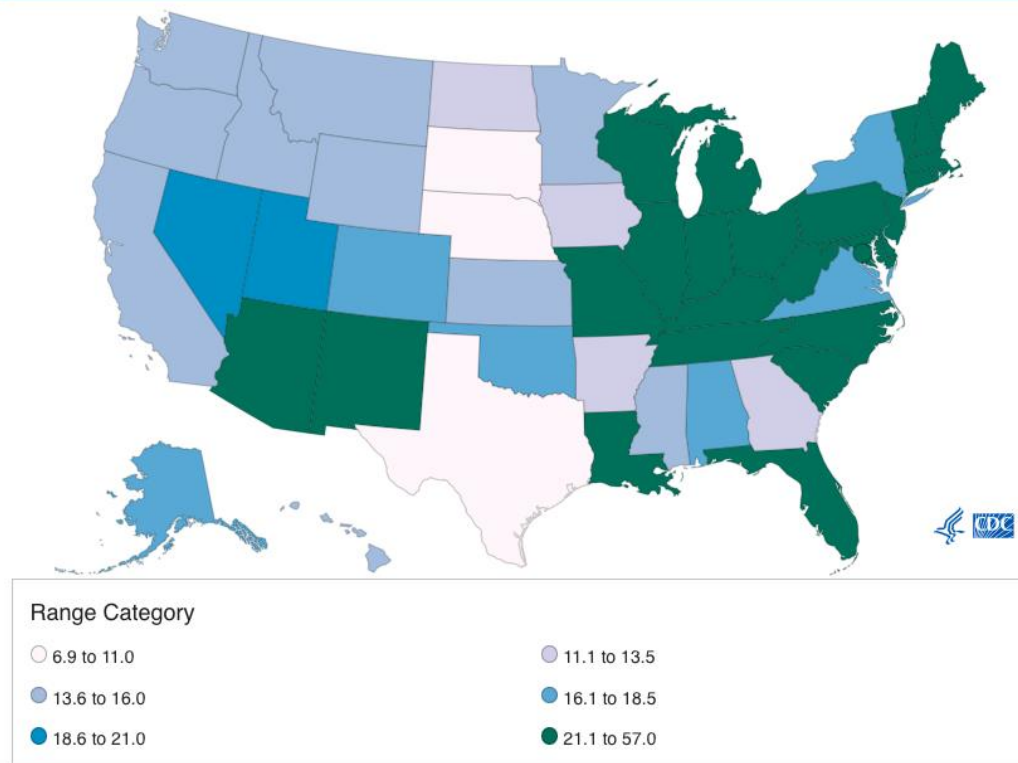 CDC
Range Category
6.9 to 11.0
11.1 to 13.5
13.6 to 16.0
16.1 to 18.5
18.6 to 21.0
21.1 to 57.0